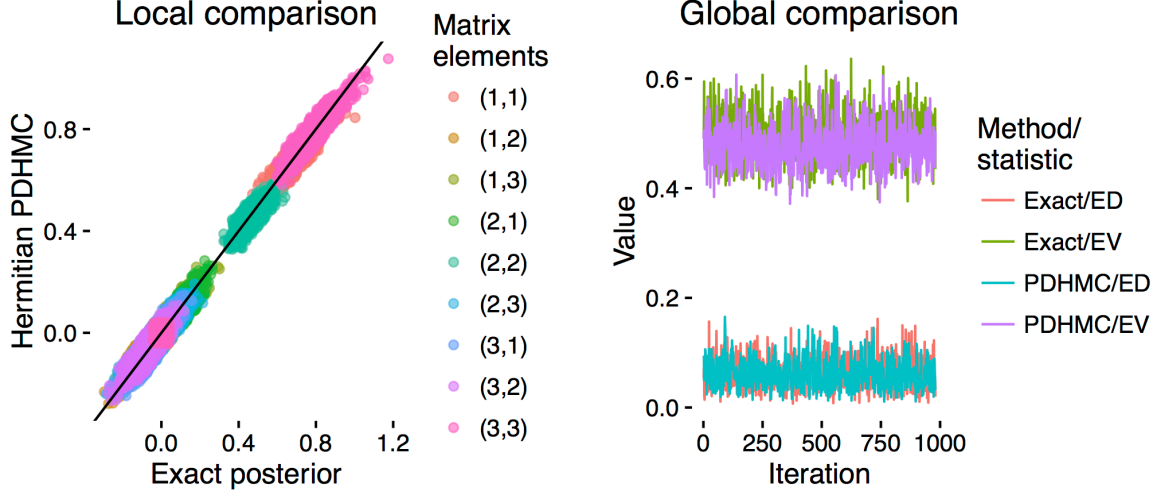 Local comparison
Hermitian PDHMC
0.8
0.4
0.0
0.0 0.4 0.8 1.2
Exact posterior
Matrix
elements
(1,1)
(1,2)
(1,3)
(2,1)
(2,2)
(2,3)
(3,1)
(3,2)
(3,3)
Global comparison
Value
0.6
0.4
0.2
0.0
0 250 500 750 1000
Iteration
Method/
statistic
Exact/ED
Exact/EV
PDHMC/ED
PDHMC/EV